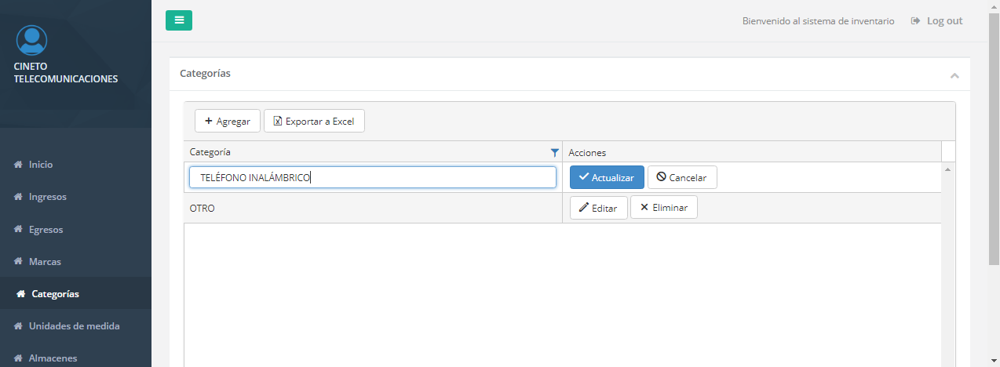 CINETO
TELECOMUNICACIONES
Inicio
Ingresos
Egresos
Marcas
Categorías
Unidades de medida
Almacenes
Bienvenido al sistema de inventario Log out
Categorías
Agregar Exportar a Excel
Categoría Acciones
TELÉFONO INALÁMBRICO Actualizar Cancelar
OTRO Editar Eliminar